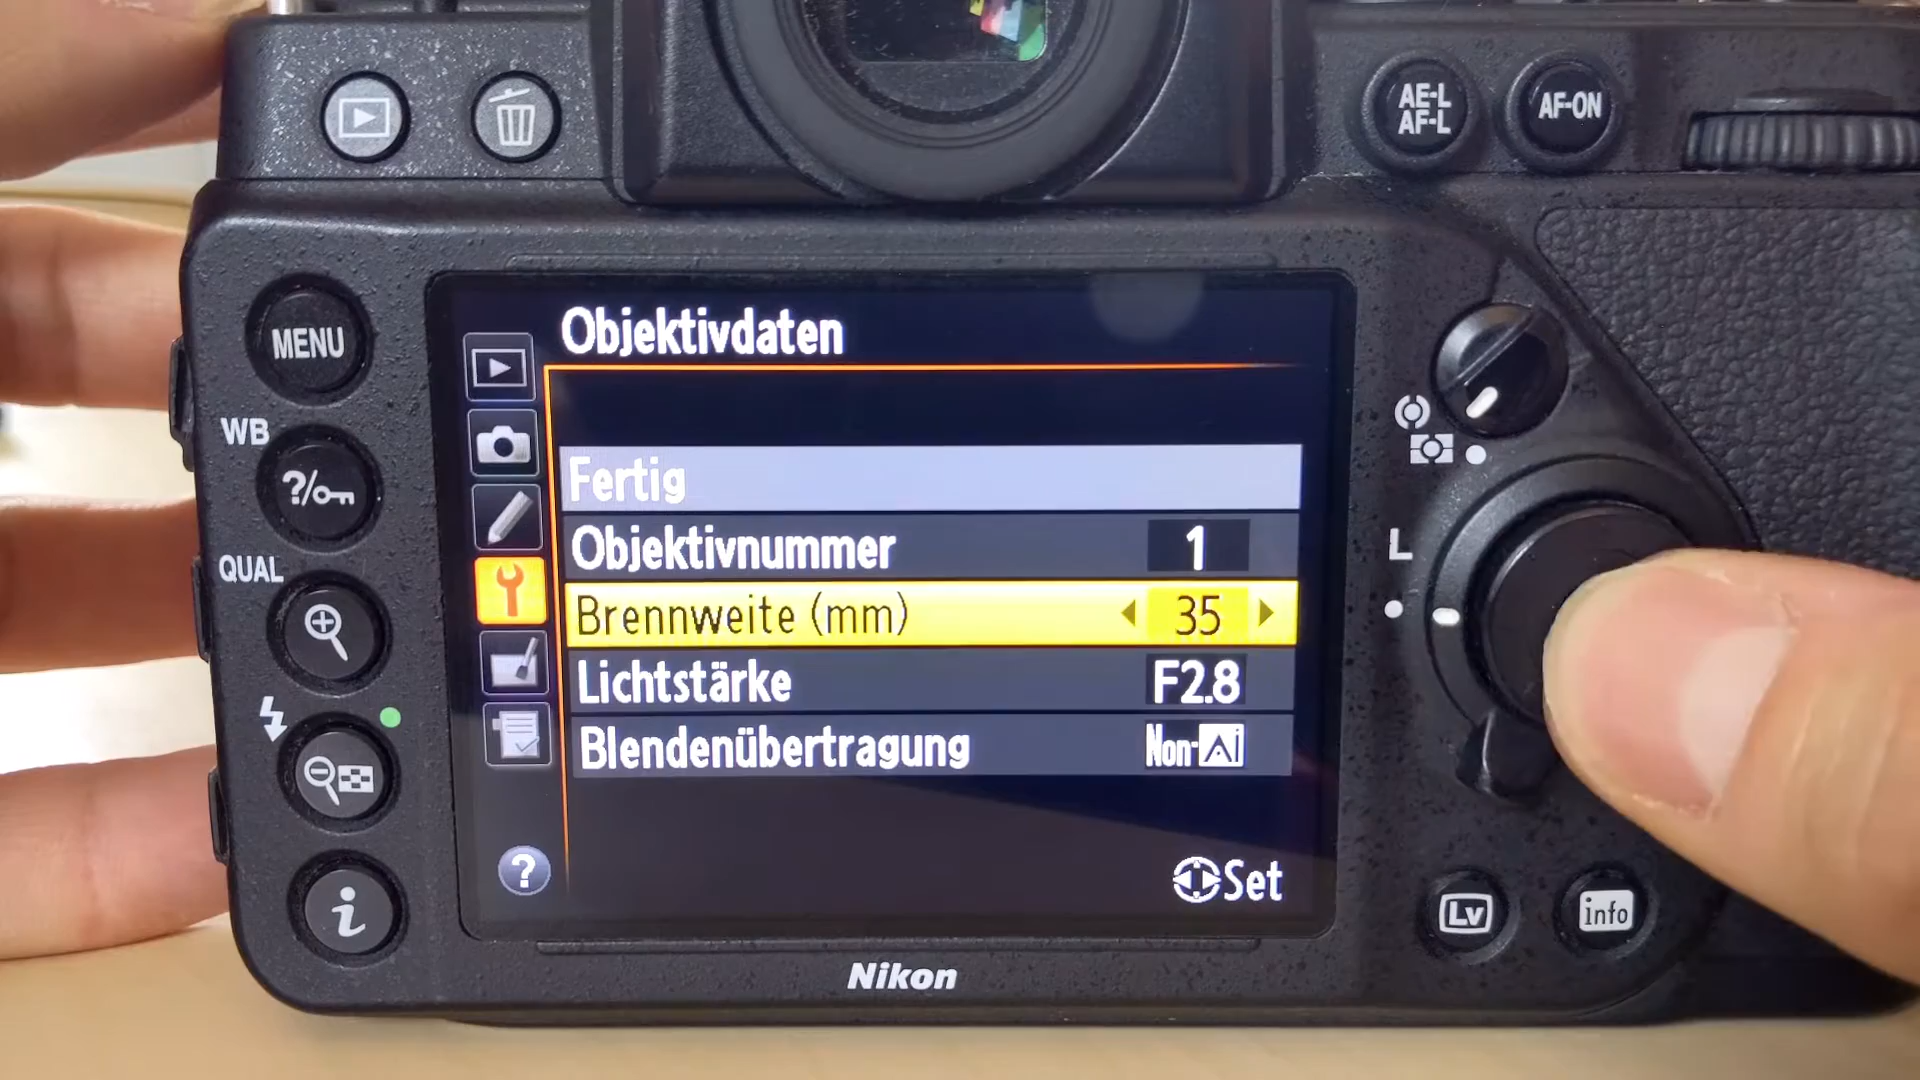 AE-L
AF-L
AF-ON
MENU
WB
?/
QUAL
i
Objektivdaten
Fertig
Objektivnummer 1
Brennweite (mm) 35
Lichtstärke F2.8
Blendenübertragung Non-AI
? Set
L
Lv
info
Nikon